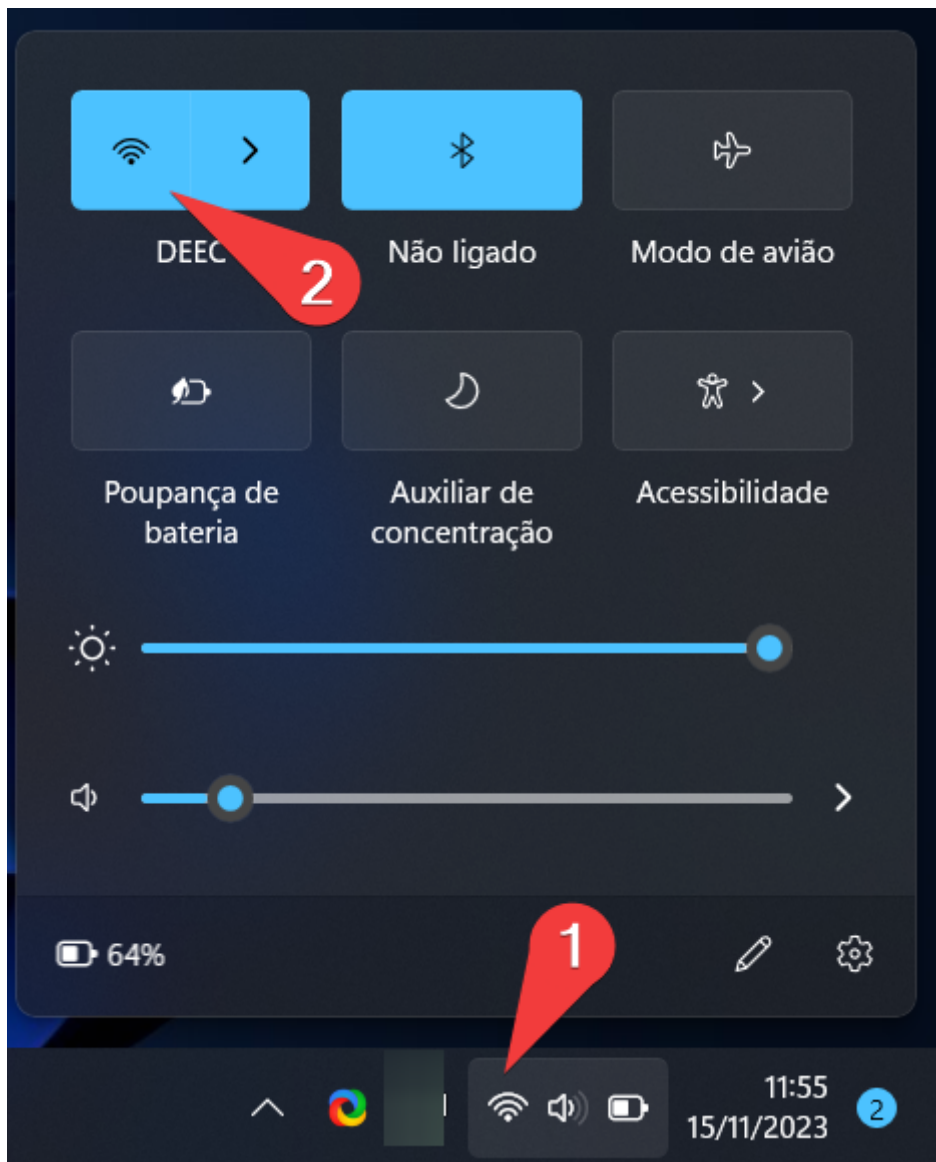 DEEC
Não ligado
Modo de avião
2
Poupança de
bateria
Auxiliar de
concentração
Acessibilidade
64%
1
11:55
15/11/2023
2